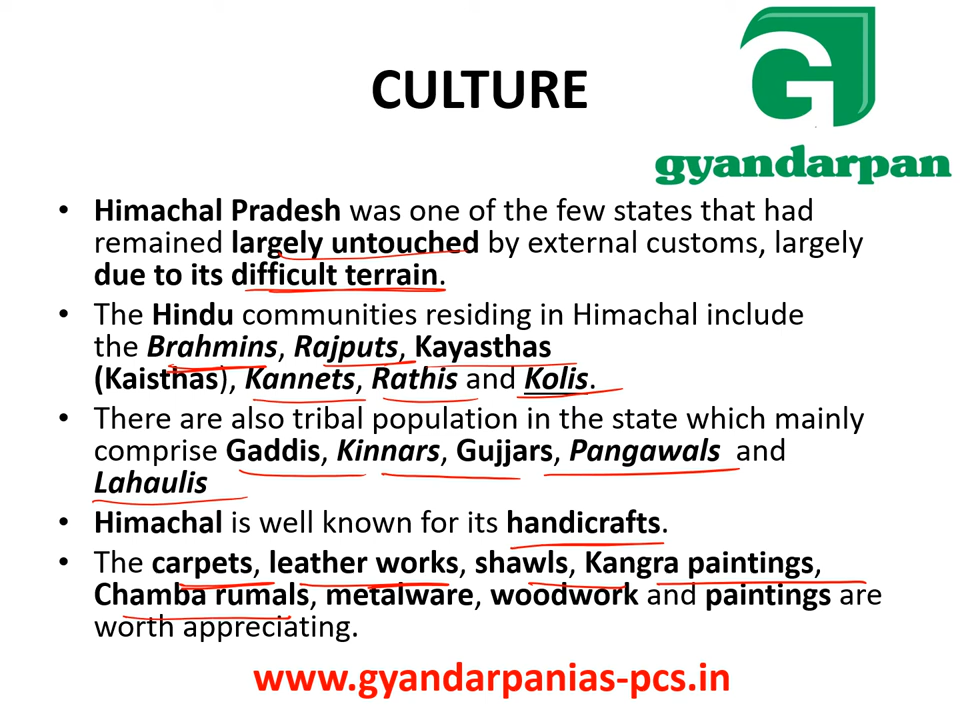 CULTURE
gyandarpan
• Himachal Pradesh was one of the few states that had
remained largely untouched by external customs, largely
due to its difficult terrain.
• The Hindu communities residing in Himachal include
the Brahmins, Rajputs, Kayasthas
(Kaisthas), Kannets, Rathis and Kolis.
• There are also tribal population in the state which mainly
comprise Gaddis, Kinnars, Gujjars, Pangawals and
Lahaulis
• Himachal is well known for its handicrafts.
• The carpets, leather works, shawls, Kangra paintings,
Chamba rumals, metalware, woodwork and paintings are
worth appreciating.
www.gyandarpanias-pcs.in